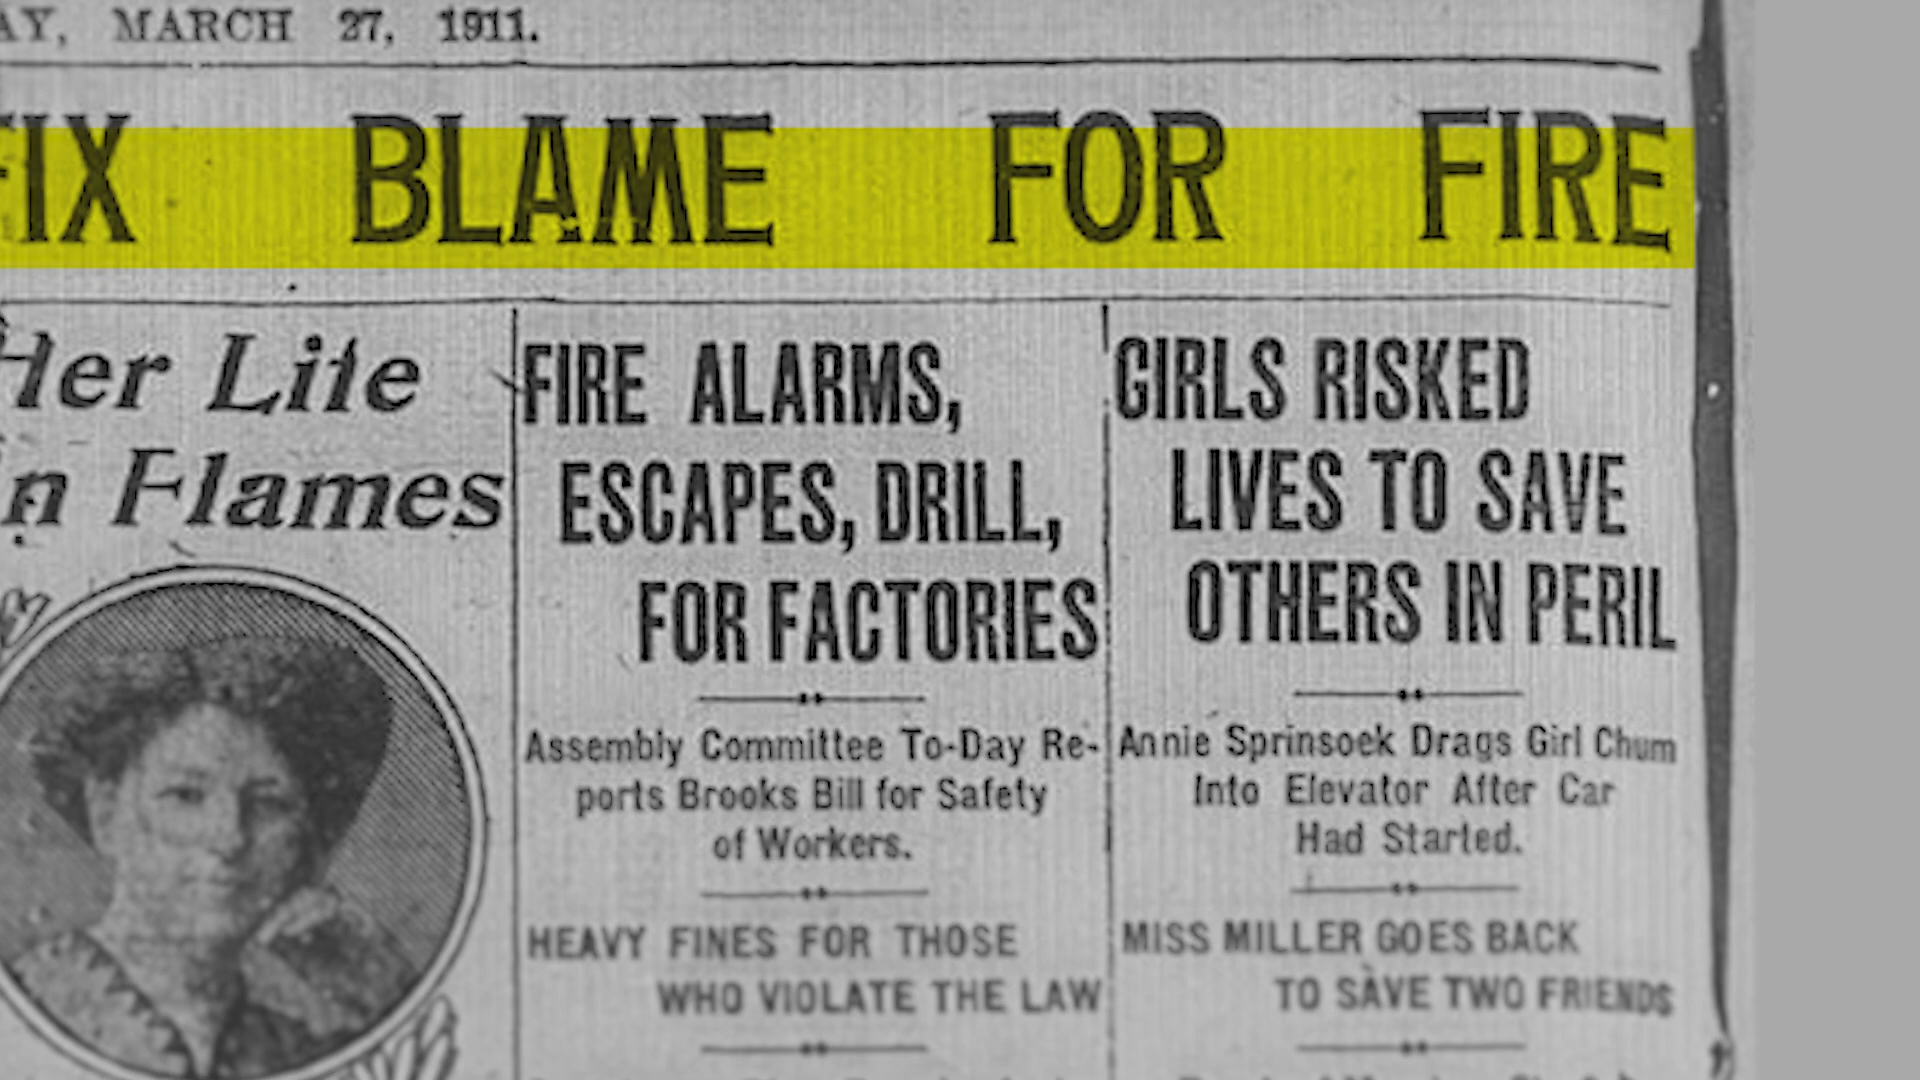 AY, MARCH 27, 1911.
FIX BLAME FOR FIRE
Her Life
in Flames
FIRE ALARMS,
ESCAPES, DRILL,
FOR FACTORIES
Assembly Committee To-Day Re-
ports Brooks Bill for Safety
of Workers.
HEAVY FINES FOR THOSE
WHO VIOLATE THE LAW
GIRLS RISKED
LIVES TO SAVE
OTHERS IN PERIL
Annie Sprinsoek Drags Girl Chum
Into Elevator After Car
Had Started.
MISS MILLER GOES BACK
TO SAVE TWO FRIENDS